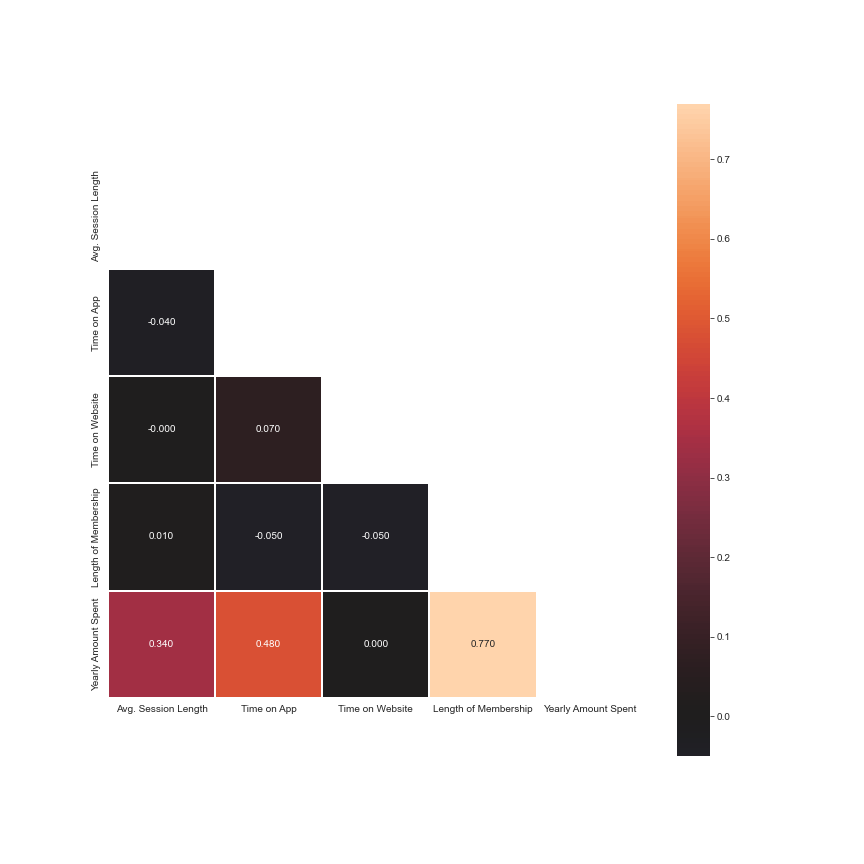 Avg. Session Length
Time on App
-0.040
Time on Website
-0.000
0.070
Length of Membership
0.010
-0.050
-0.050
Yearly Amount Spent
0.340
0.480
0.000
0.770
Avg. Session Length
Time on App
Time on Website
Length of Membership
Yearly Amount Spent
0.7
0.6
0.5
0.4
0.3
0.2
0.1
0.0